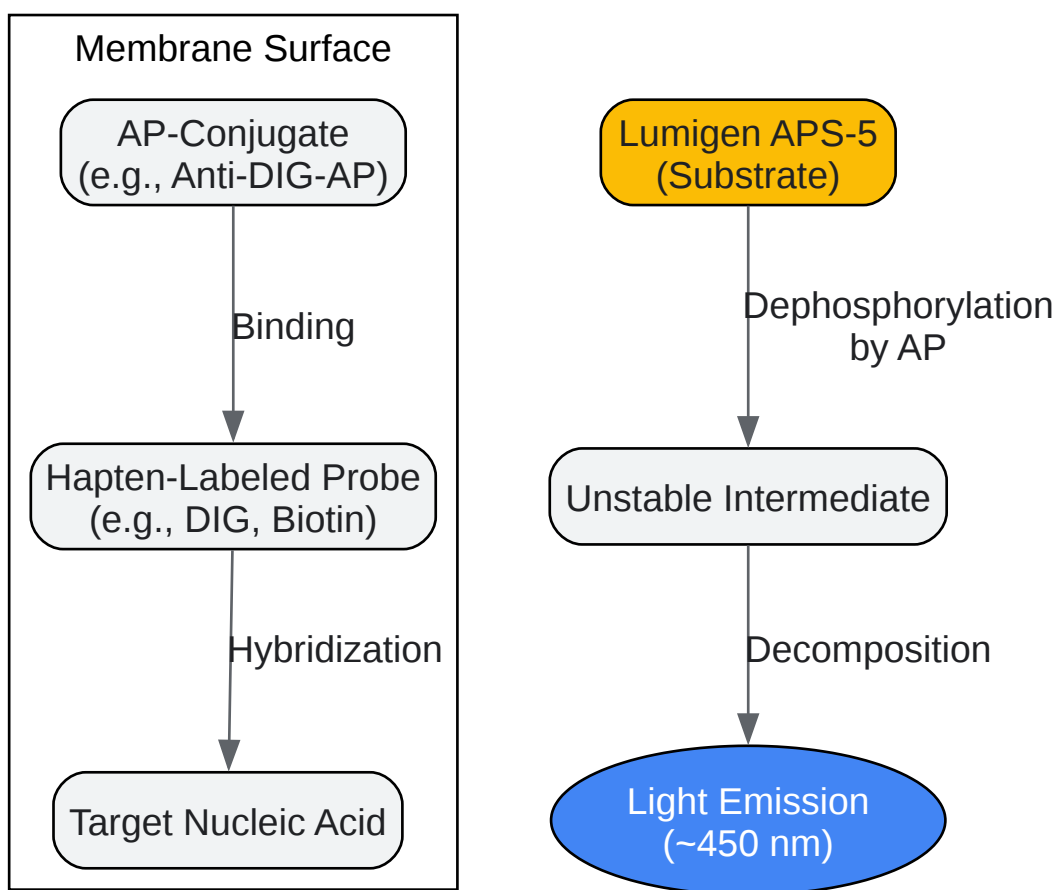 Membrane Surface
AP-Conjugate
(e.g., Anti-DIG-AP)
Binding
Hapten-Labeled Probe
(e.g., DIG, Biotin)
Hybridization
Target Nucleic Acid
Lumigen APS-5
(Substrate)
Dephosphorylation
by AP
Unstable Intermediate
Decomposition
Light Emission
(~450 nm)